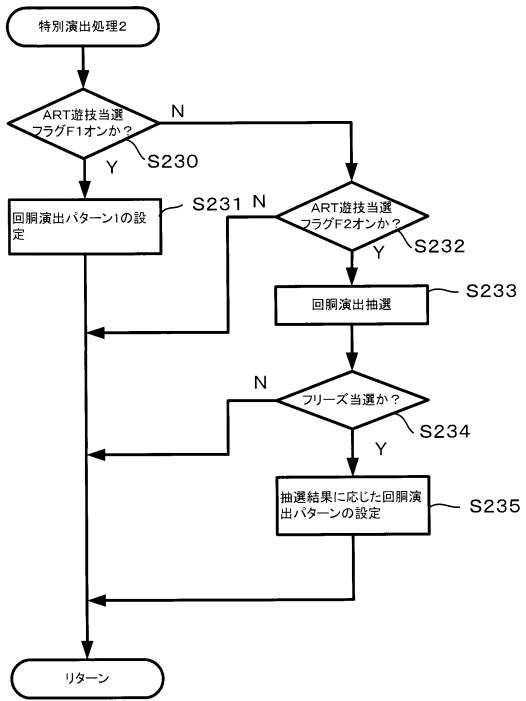 特別演出処理2
ART遊技当選
フラグF1オンか？
N
Y
S230
回胴演出パターン1の設
定
S231
N
ART遊技当選
フラグF2オンか？
S232
Y
回胴演出抽選
S233
N
フリーズ当選か？
S234
Y
抽選結果に応じた回胴演
出パターンの設定
S235
リターン